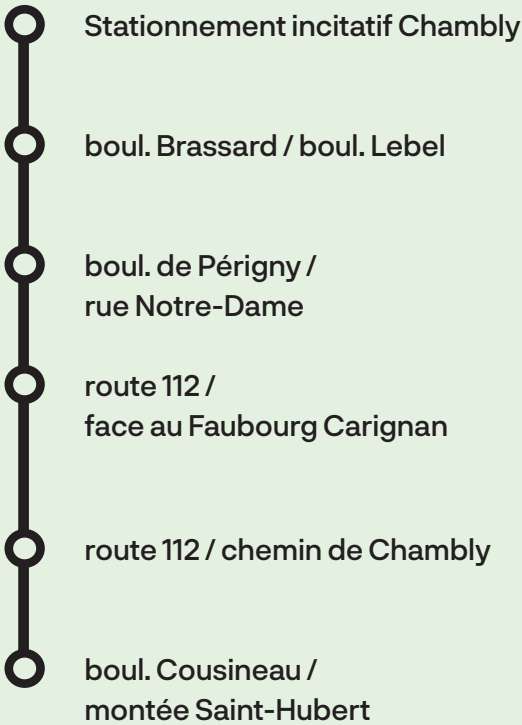 Stationnement incitatif Chambly
boul. Brassard / boul. Lebel
boul. de Périgny /
rue Notre-Dame
route 112 /
face au Faubourg Carignan
route 112 / chemin de Chambly
boul. Cousineau /
montée Saint-Hubert